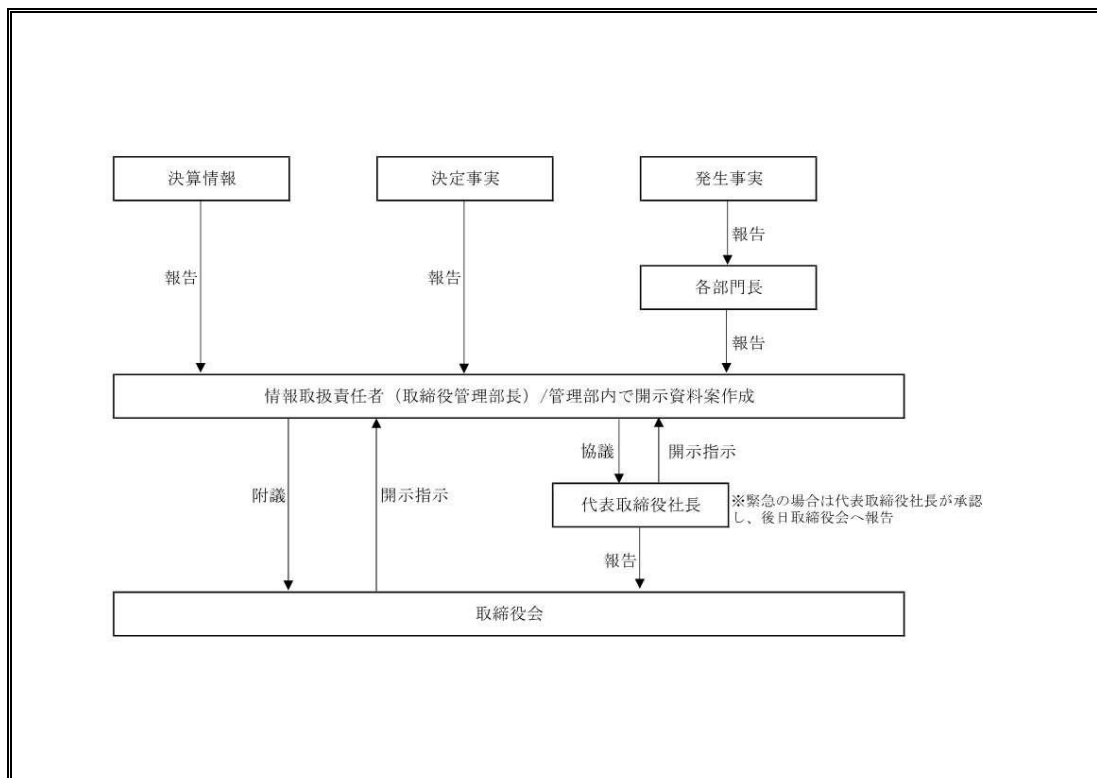 決算情報
決定事実
発生事実
報告
各部門長
報告
報告
報告
情報取扱責任者（取締役管理部長）/管理部内で開示資料案作成
協議
開示指示
附議
開示指示
代表取締役社長
※緊急の場合は代表取締役社長が承認
し、後日取締役会へ報告
報告
取締役会